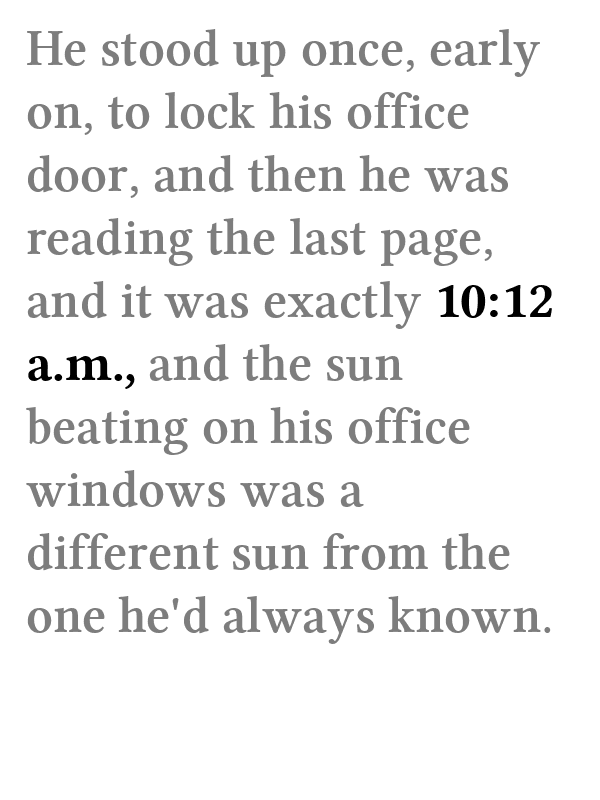 He stood up once, early
on, to lock his office
door, and then he was
reading the last page,
and it was exactly 10:12
a.m., and the sun
beating on his office
windows was a
different sun from the
one he'd always known.